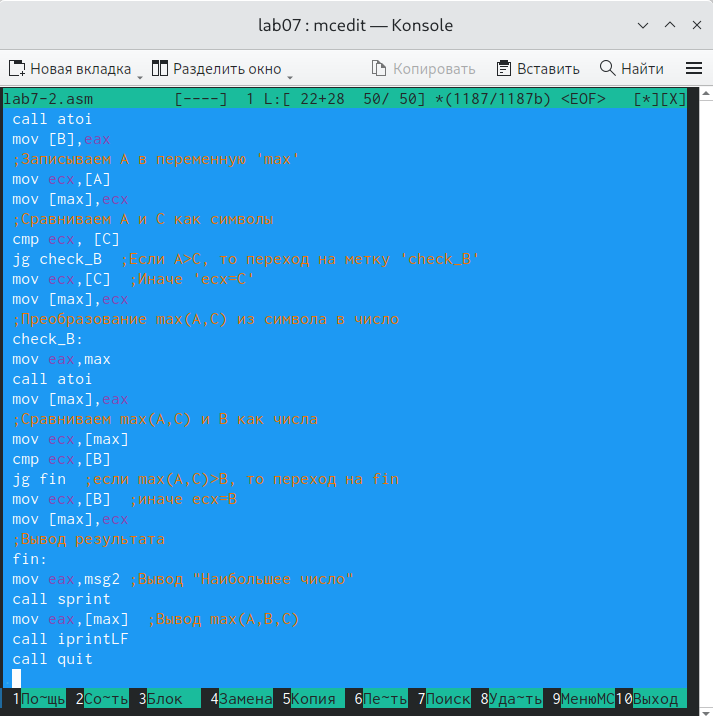 lab07 : mcedit — Konsole
Новая вкладка Разделить окно Копировать Вставить Найти
lab7-2.asm [----] 1 L:[ 22+28 50/ 50] *(1187/1187b) <EOF> [*][X]
call atoi
mov [B],eax
;Записываем A в переменную 'max'
mov ecx,[A]
mov [max],ecx
;Сравниваем A и C как символы
cmp ecx, [C]
jg check_B ;Если A>C, то переход на метку 'check_B'
mov ecx,[C] ;Иначе 'ecx=C'
mov [max],ecx
;Преобразование max(A,C) из символа в число
check_B:
mov eax,max
call atoi
mov [max],eax
;Сравниваем max(A,C) и B как числа
mov ecx,[max]
cmp ecx,[B]
jg fin ;если max(A,C)>B, то переход на fin
mov ecx,[B] ;иначе ecx=B
mov [max],ecx
;Вывод результата
fin:
mov eax,msg2 ;Вывод "Наибольшее число"
call sprint
mov eax,[max] ;Вывод max(A,B,C)
call iprintLF
call quit
1По~щь 2Со~ть 3Блок 4Замена 5Копия 6Пе~ть 7Поиск 8Уда~ть 9МенюMC 10Выход